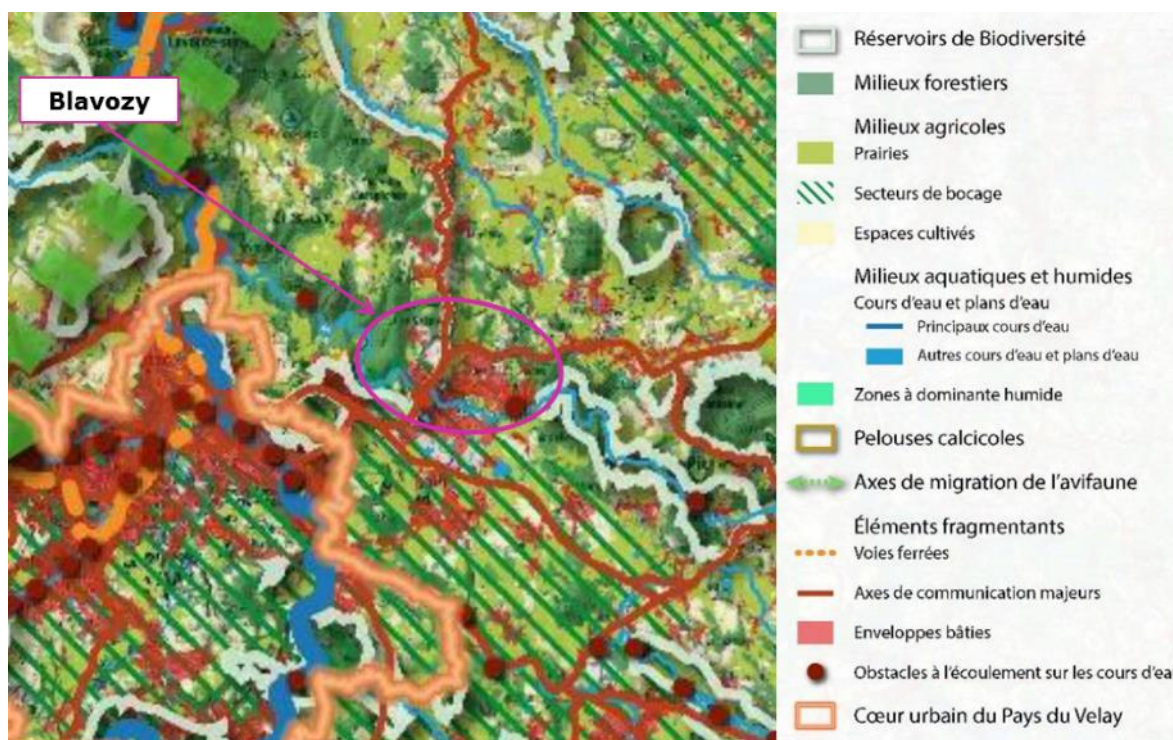 Blavozy
Réservoirs de Biodiversité
Milieux forestiers
Milieux agricoles
Prairies
Secteurs de bocage
Espaces cultivés
Milieux aquatiques et humides
Cours d'eau et plans d'eau
Principaux cours d'eau
Autres cours d'eau et plans d'eau
Zones à dominante humide
Pelouses calcicoles
Axes de migration de l'avifaune
Éléments fragmentants
Voies ferrées
Axes de communication majeurs
Enveloppes bâties
Obstacles à l'écoulement sur les cours d'ea
Cœur urbain du Pays du Velay